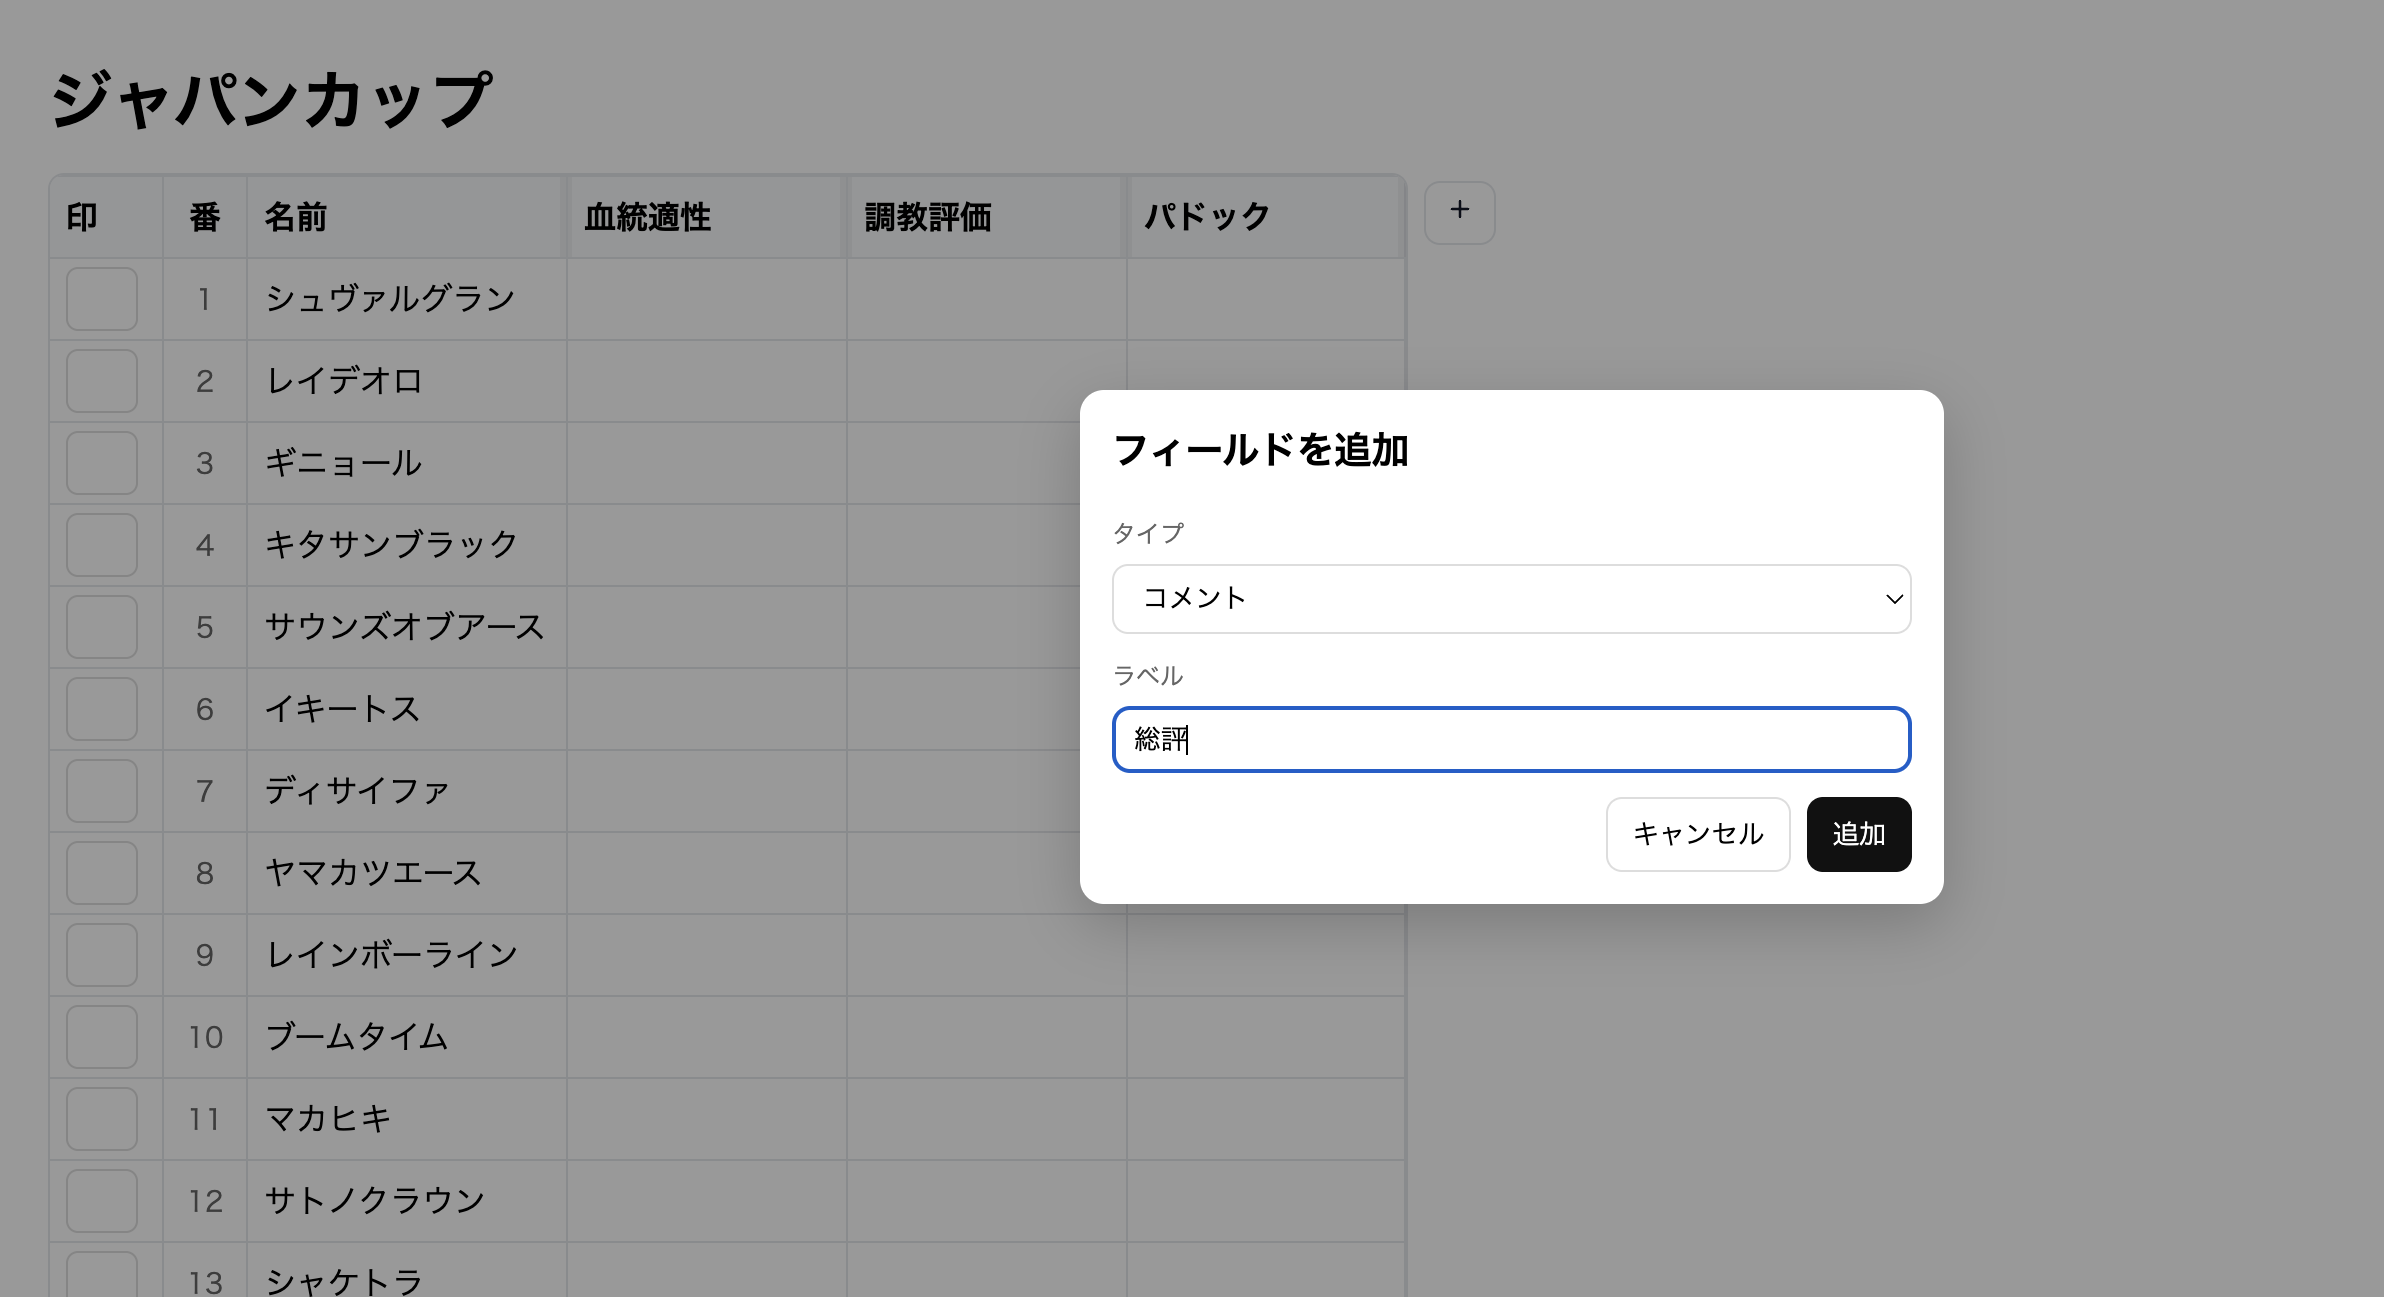 ジャパンカップ
印 番 名前 血統適性 調教評価 パドック +
1 シュヴァルグラン
2 レイデオロ
3 ギニョール
4 キタサンブラック
5 サウンズオブアース
6 イキートス
7 ディサイファ
8 ヤマカツエース
9 レインボーライン
10 ブームタイム
11 マカヒキ
12 サトノクラウン
13 シャケトラ
フィールドを追加
タイプ
コメント
ラベル
総評
キャンセル 追加